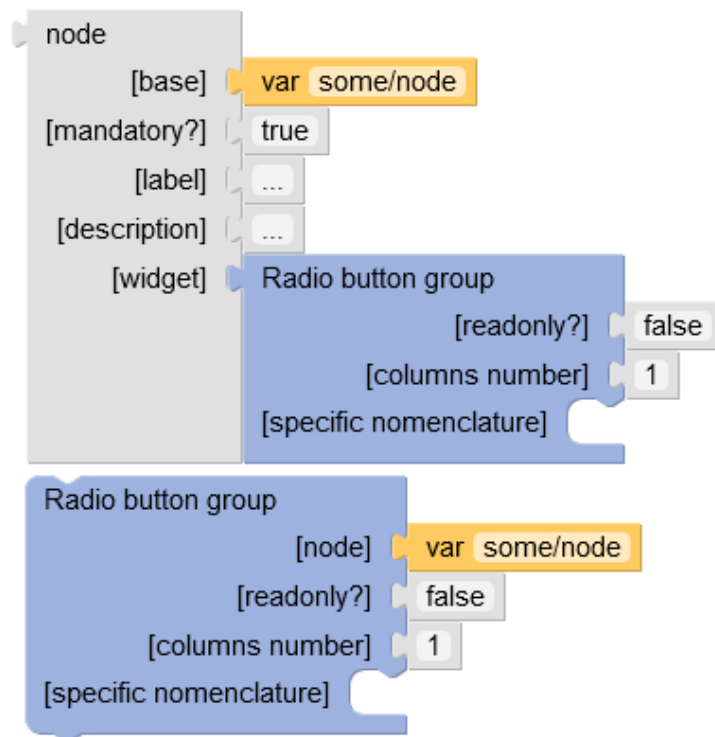 node
[base] var some/node
[mandatory?] true
[label] ...
[description] ...
[widget] Radio button group
[readonly?] false
[columns number] 1
[specific nomenclature]
Radio button group
[node] var some/node
[readonly?] false
[columns number] 1
[specific nomenclature]